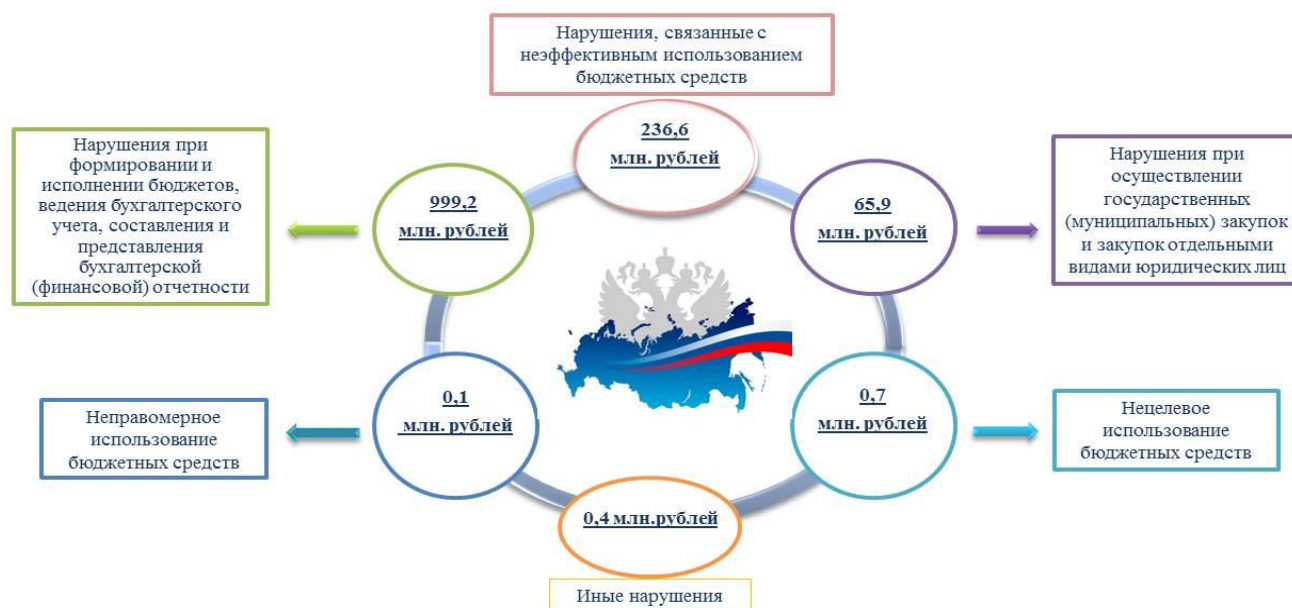 Нарушения, связанные с
неэффективным использованием
бюджетных средств
236,6
млн. рублей
Нарушения при
формировании и
исполнении бюджетов,
ведения бухгалтерского
учета, составления и
представления
бухгалтерской
(финансовой) отчетности
999,2
млн. рублей
65,9
млн. рублей
Нарушения при
осуществлении
государственных
(муниципальных) закупок
и закупок отдельными
видами юридических лиц
Неправомерное
использование
бюджетных средств
0,1
млн. рублей
0,7
млн. рублей
Нецелевое
использование
бюджетных средств
0,4 млн.рублей
Иные нарушения